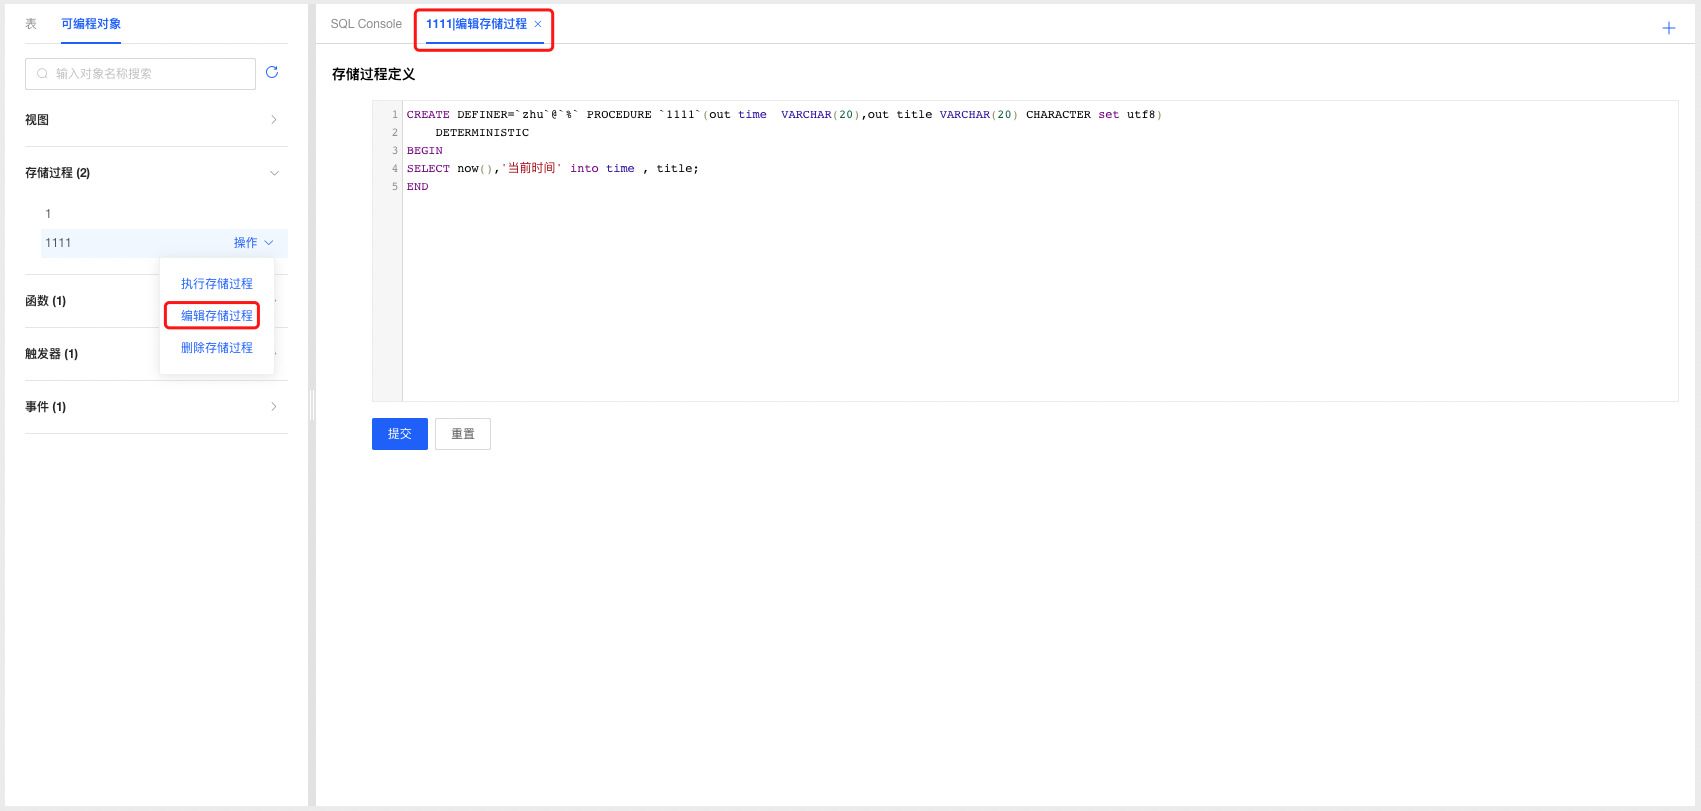 表 可编程对象
输入对象名称搜索
视图
存储过程 (2)
1
1111 操作
执行存储过程
编辑存储过程
删除存储过程
函数 (1)
触发器 (1)
事件 (1)
SQL Console 1111|编辑存储过程 ×
存储过程定义
1 CREATE DEFINER=`zhu`@`%` PROCEDURE `1111`(out time  VARCHAR(20),out title VARCHAR(20) CHARACTER set utf8)
2     DETERMINISTIC
3 BEGIN
4 SELECT now(),'当前时间' into time , title;
5 END
提交 重置